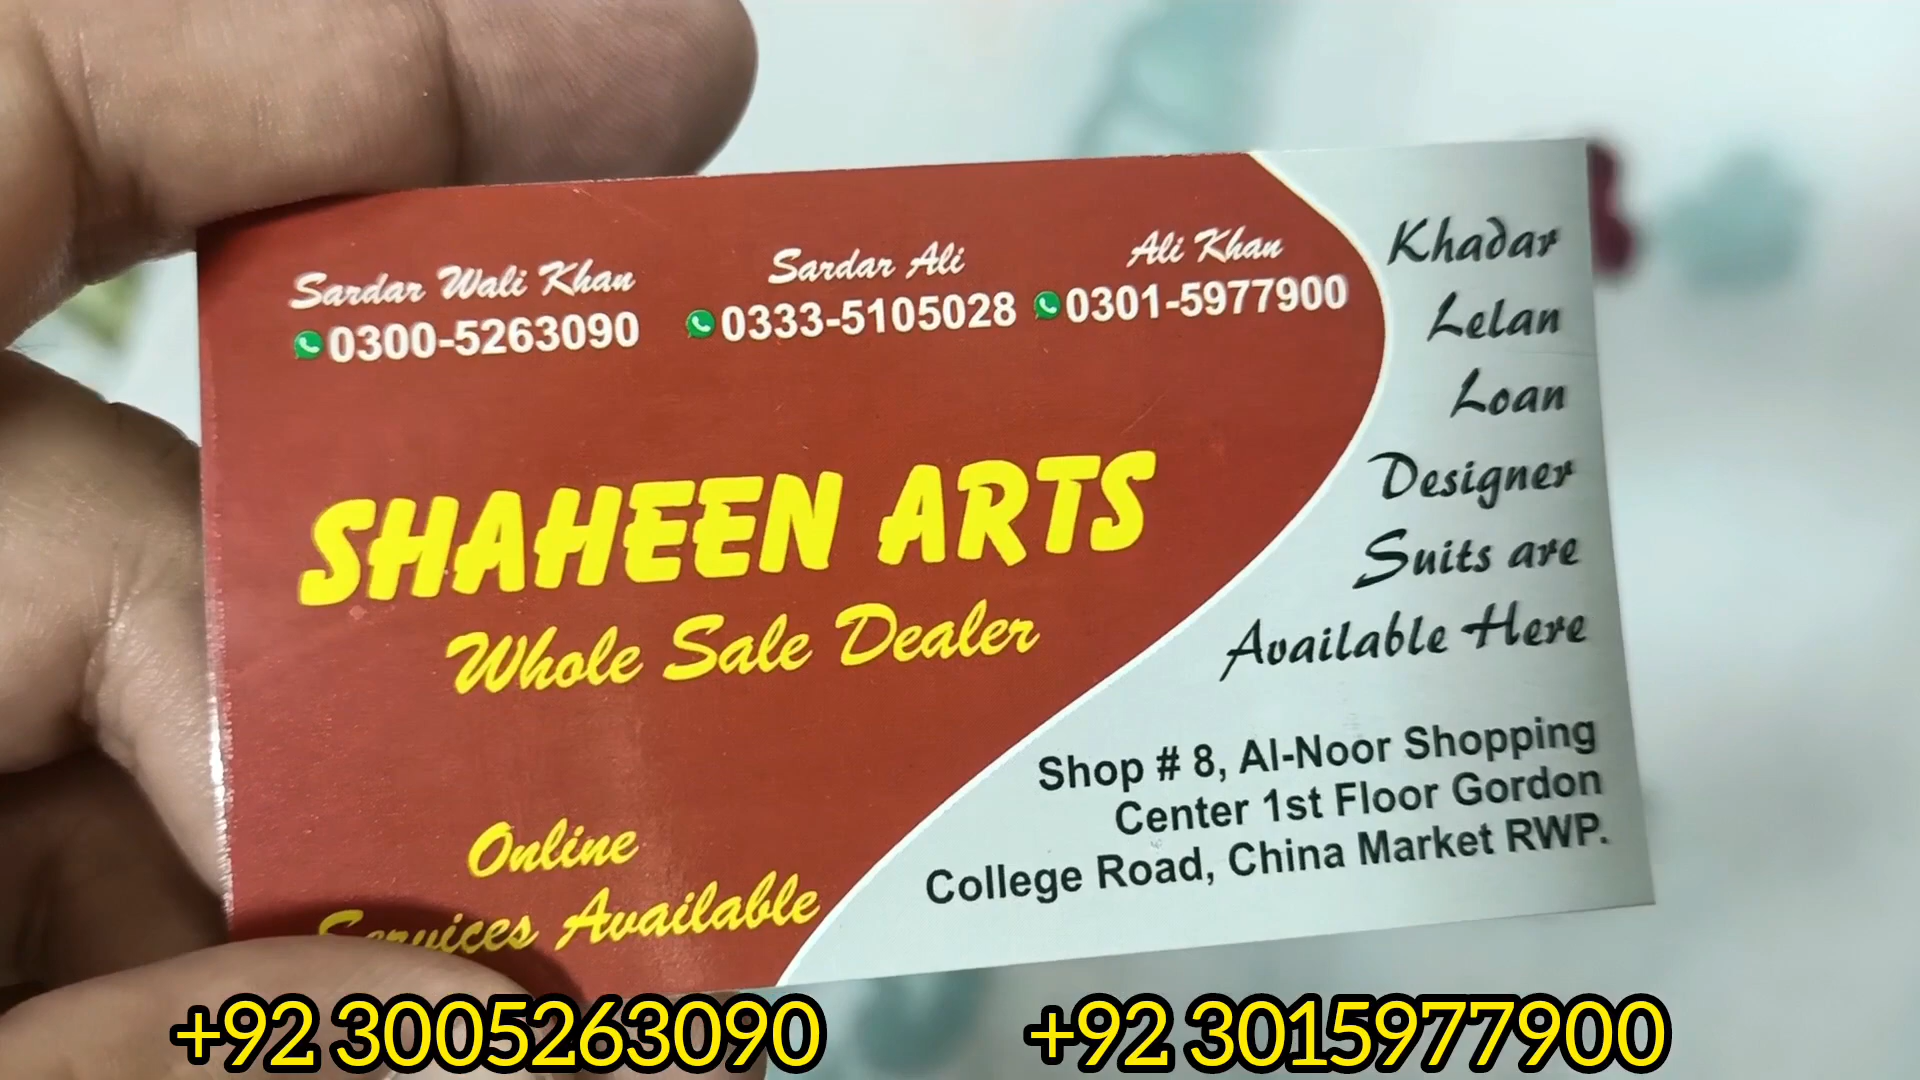 Sardar Wali Khan
0300-5263090
Sardar Ali
0333-5105028
Ali Khan
0301-5977900
SHAHEEN ARTS
Whole Sale Dealer
Online
Services Available
Khadar
Lelan
Loan
Designer
Suits are
Available Here
Shop # 8, Al-Noor Shopping
Center 1st Floor Gordon
College Road, China Market RWP.
+92 3005263090
+92 3015977900